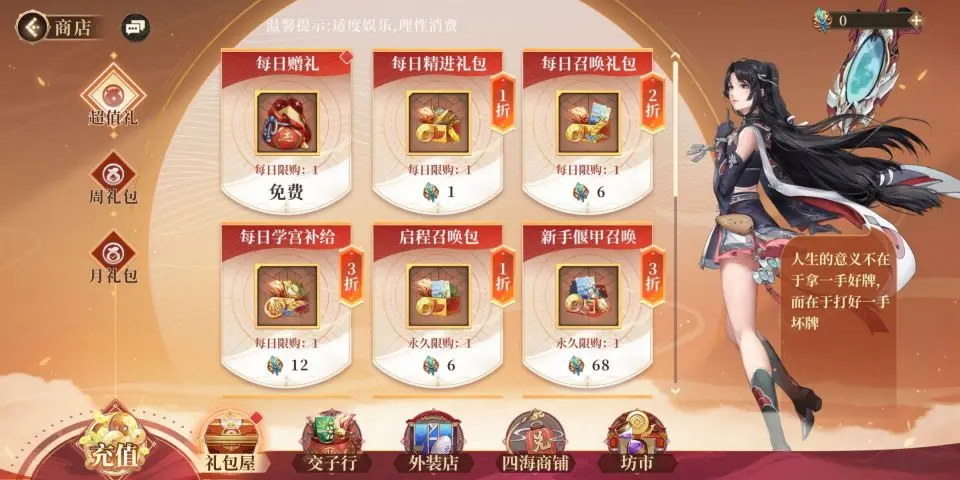 商店
温馨提示:适度娱乐,理性消费
0
超值礼
周礼包
月礼包
每日赠礼
每日限购：1
免费
每日精进礼包
1折
每日限购：1
1
每日召唤礼包
2折
每日限购：1
6
每日学宫补给
3折
每日限购：1
12
启程召唤包
1折
永久限购：1
6
新手偃甲召唤
3折
永久限购：1
68
人生的意义不在
于拿一手好牌,
而在于打好一手
坏牌
充值
礼包屋
交子行
外装店
四海商铺
坊市